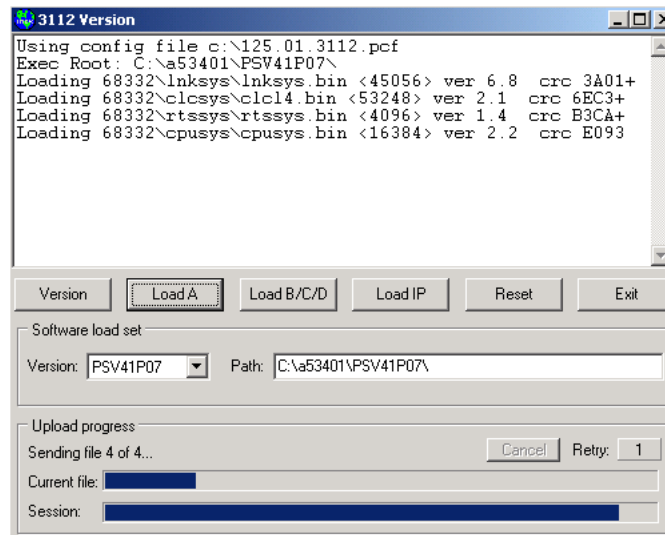 3112 Version
Using config file c:\125.01.3112.pcf
Exec Root: C:\a53401\PSV41P07\
Loading 68332\lnksys\lnksys.bin <45056> ver 6.8 crc 3A01+
Loading 68332\clcsys\clcl4.bin <53248> ver 2.1 crc 6EC3+
Loading 68332\rtssys\rtssys.bin <4096> ver 1.4 crc B3CA+
Loading 68332\cpusys\cpusys.bin <16384> ver 2.2 crc E093
Version Load A Load B/C/D Load IP Reset Exit
Software load set
Version: PSV41P07 Path: C:\a53401\PSV41P07\
Upload progress
Sending file 4 of 4... Cancel Retry: 1
Current file:
Session: